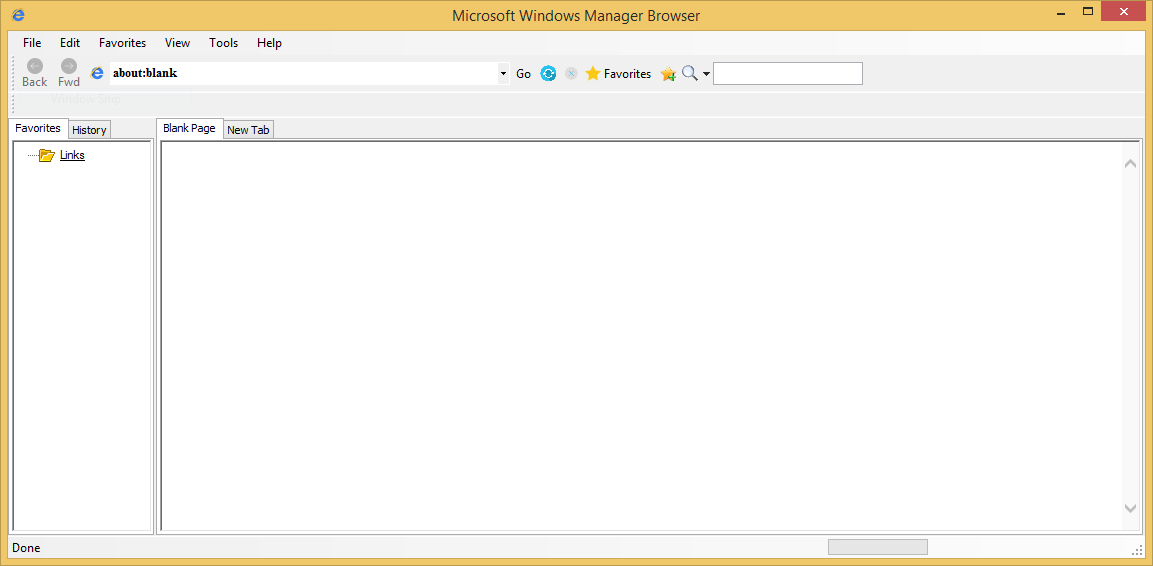 Microsoft Windows Manager Browser
File Edit Favorites View Tools Help
Back Fwd about:blank Go Favorites
Window Snip
Favorites History Blank Page New Tab
Links
Done